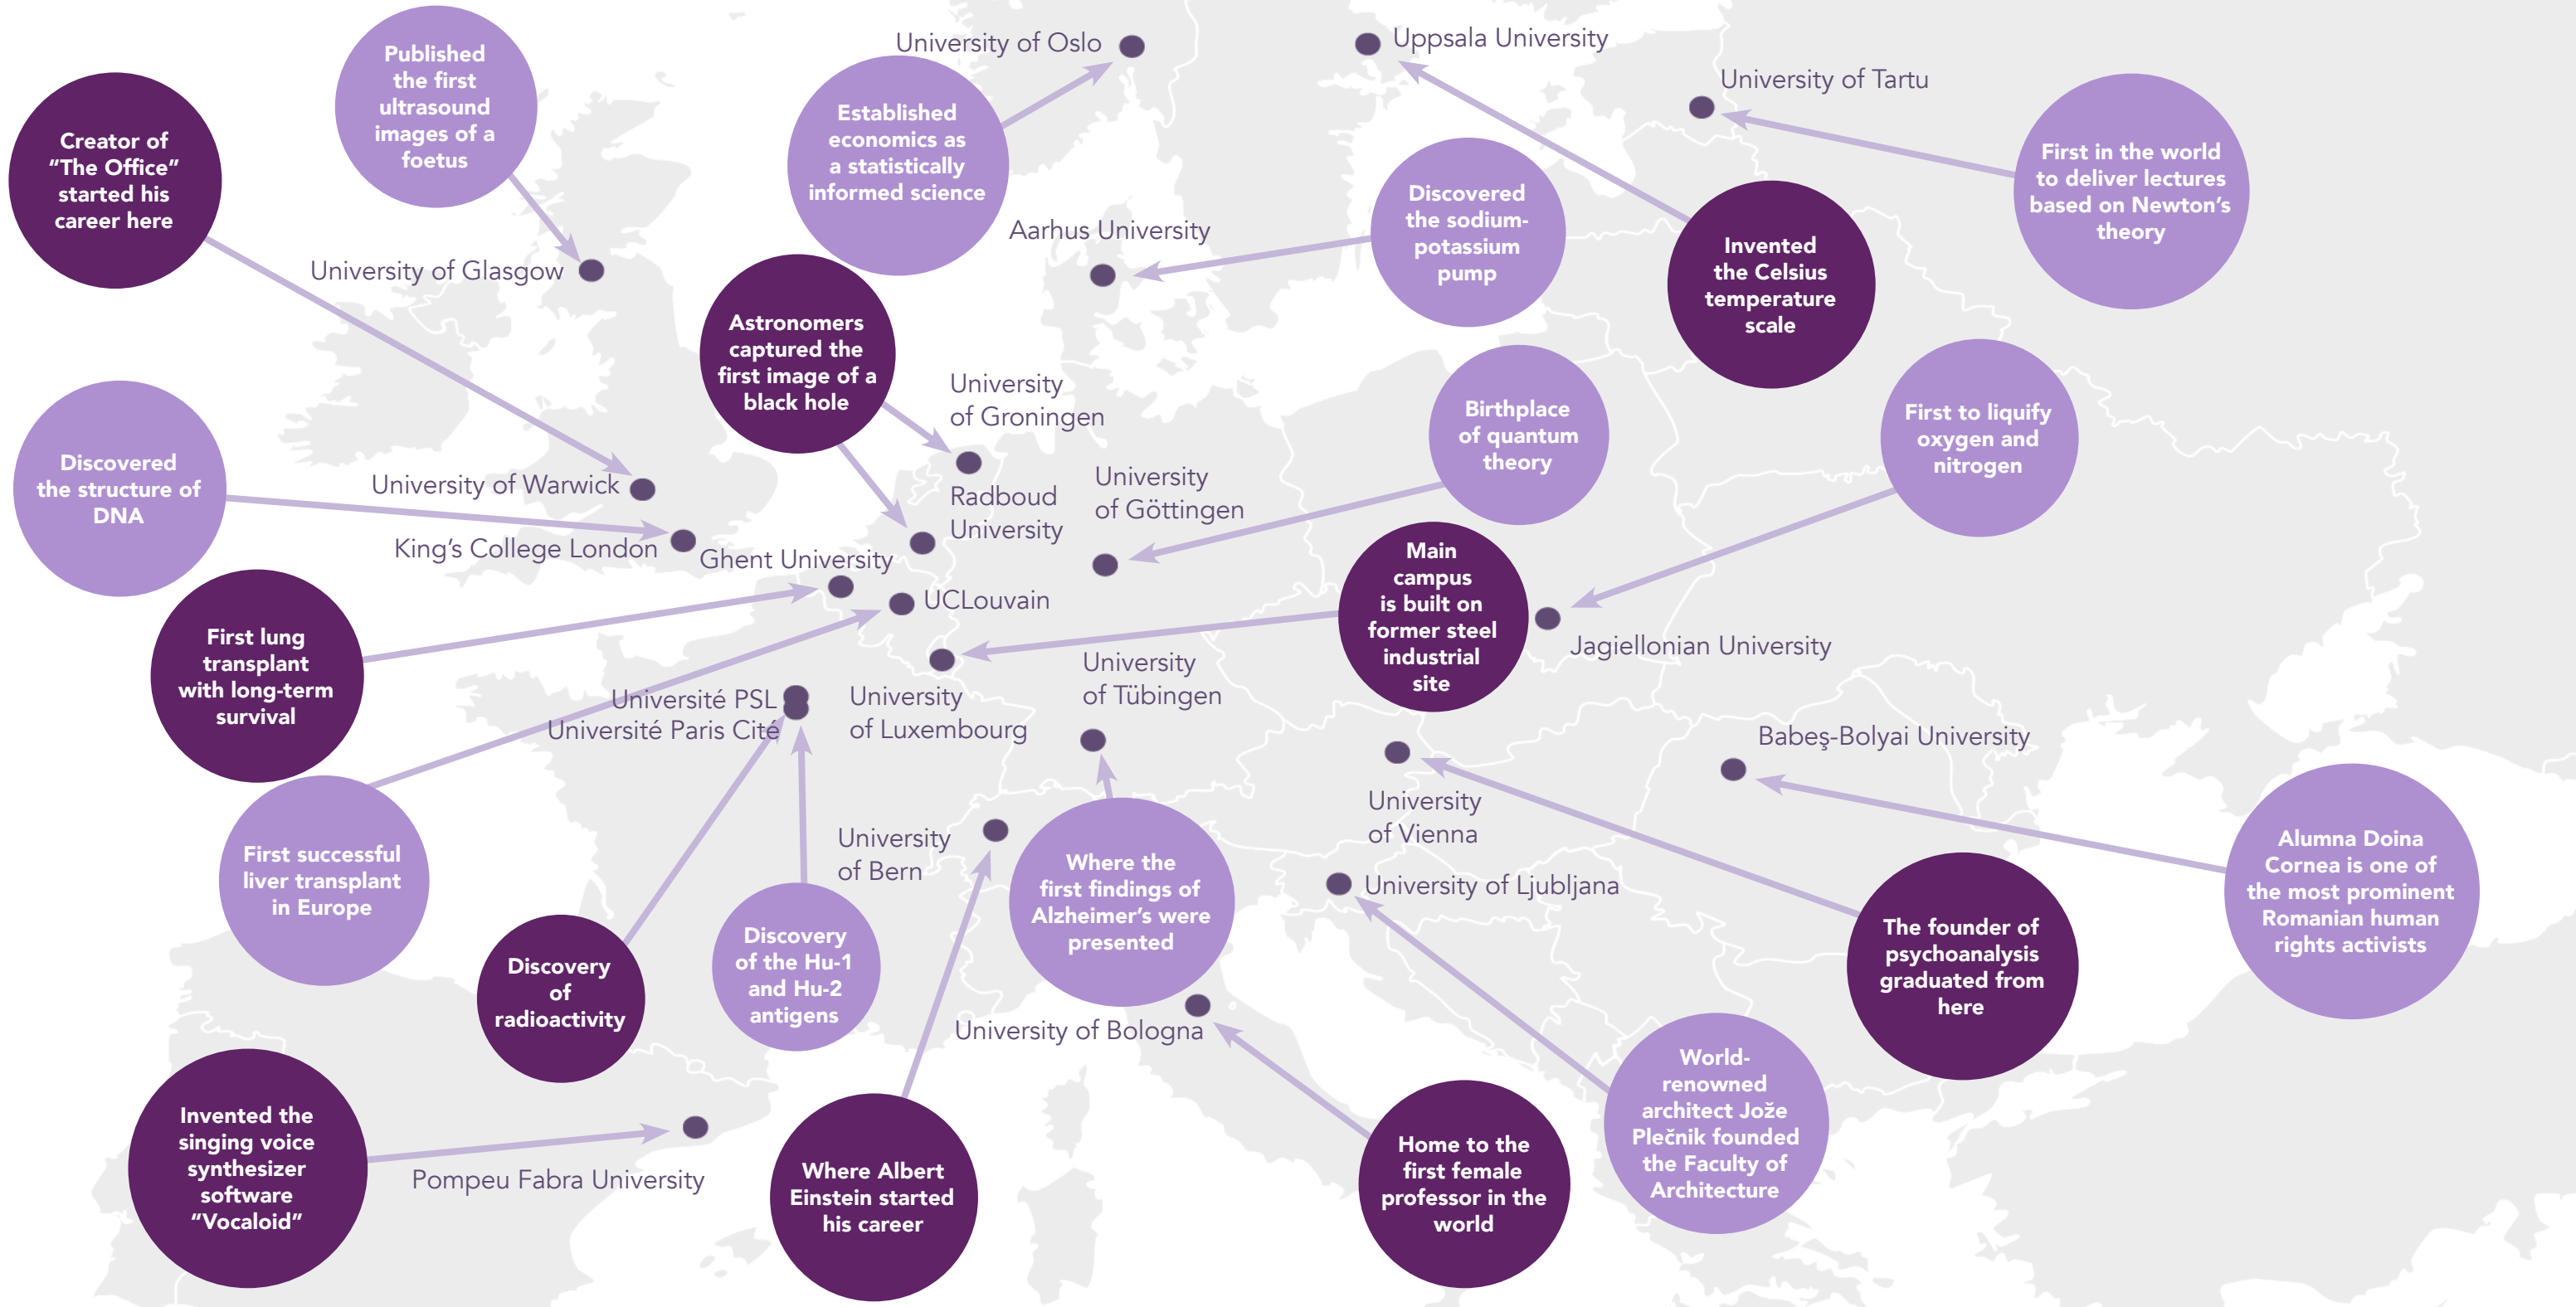 Published
the first
ultrasound
images of a
foetus
University of Oslo
Uppsala University
University of Tartu
Creator of
“The Office”
started his
career here
Established
economics as
a statistically
informed science
First in the world
to deliver lectures
based on Newton’s
theory
Discovered
the sodium-
potassium
pump
Aarhus University
Invented
the Celsius
temperature
scale
University of Glasgow
Astronomers
captured the
first image of a
black hole
University
of Groningen
Birthplace
of quantum
theory
First to liquify
oxygen and
nitrogen
Discovered
the structure of
DNA
University of Warwick
Radboud
University
University
of Göttingen
King’s College London
Ghent University
UCLouvain
Main
campus
is built on
former steel
industrial
site
Jagiellonian University
First lung
transplant
with long-term
survival
University
of Tübingen
Université PSL
Université Paris Cité
University
of Luxembourg
Babeş-Bolyai University
University
of Vienna
First successful
liver transplant
in Europe
University
of Bern
Where the
first findings of
Alzheimer’s were
presented
University of Ljubljana
Alumna Doina
Cornea is one of
the most prominent
Romanian human
rights activists
The founder of
psychoanalysis
graduated from
here
Discovery
of
radioactivity
Discovery
of the Hu-1
and Hu-2
antigens
University of Bologna
World-
renowned
architect Jože
Plečnik founded
the Faculty of
Architecture
Invented the
singing voice
synthesizer
software
“Vocaloid”
Pompeu Fabra University
Where Albert
Einstein started
his career
Home to the
first female
professor in the
world